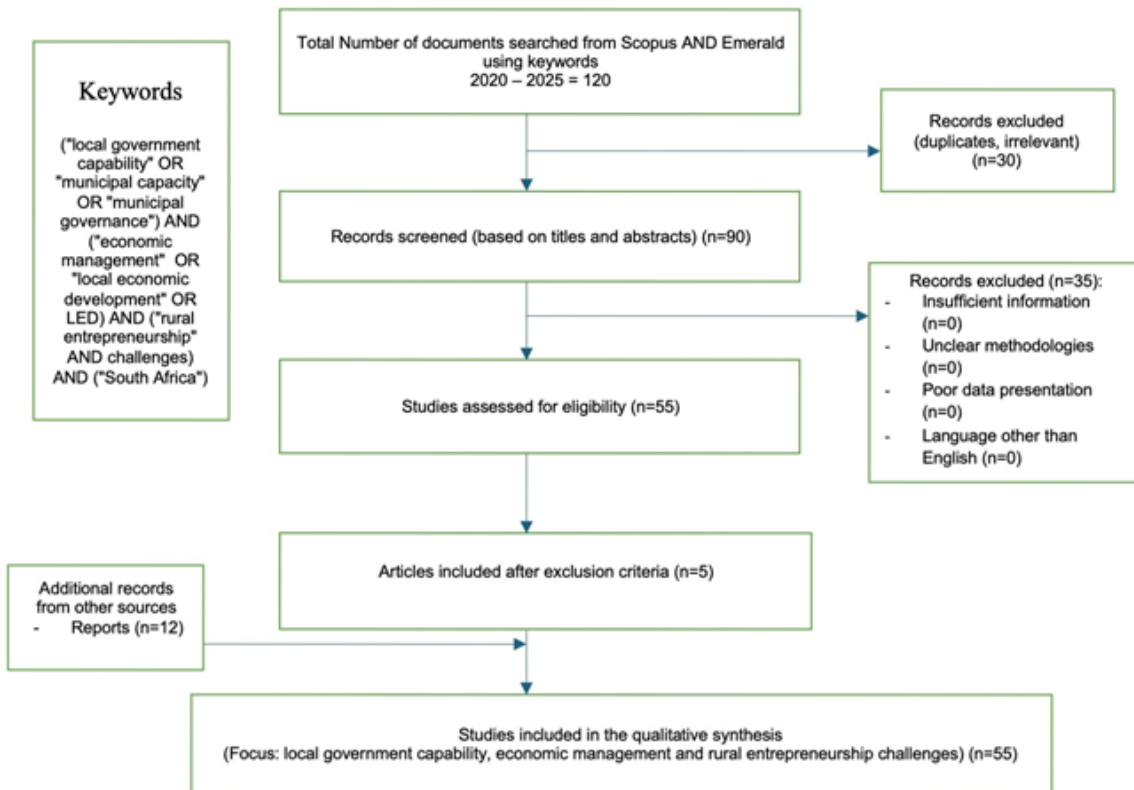 Total Number of documents searched from Scopus AND Emerald
using keywords
2020 – 2025 = 120
Keywords
("local government
capability" OR
"municipal capacity"
OR "municipal
governance") AND
("economic
management" OR
"local economic
development" OR
LED) AND ("rural
entrepreneurship"
AND challenges)
AND ("South Africa")
Records excluded
(duplicates, irrelevant)
(n=30)
Records screened (based on titles and abstracts) (n=90)
Records excluded (n=35):
- Insufficient information
(n=0)
- Unclear methodologies
(n=0)
- Poor data presentation
(n=0)
- Language other than
English (n=0)
Studies assessed for eligibility (n=55)
Articles included after exclusion criteria (n=5)
Additional records
from other sources
- Reports (n=12)
Studies included in the qualitative synthesis
(Focus: local government capability, economic management and rural entrepreneurship challenges) (n=55)